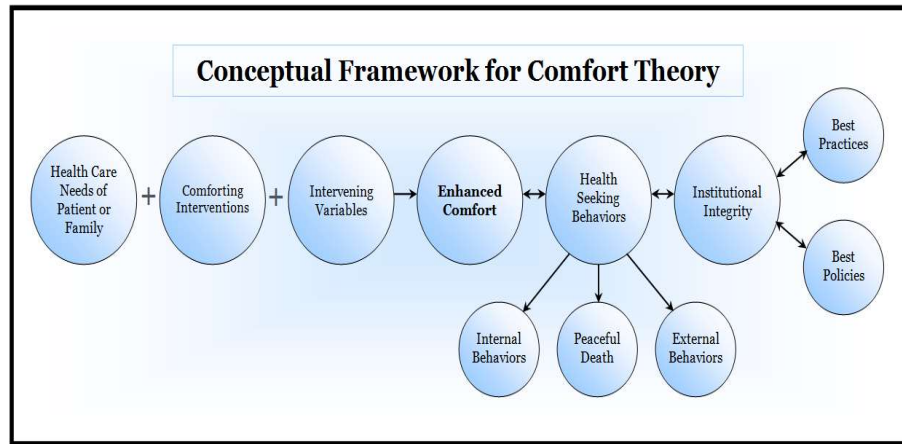 Conceptual Framework for Comfort Theory
Health Care
Needs of
Patient or
Family
+
Comforting
Interventions
+
Intervening
Variables
Enhanced
Comfort
Health
Seeking
Behaviors
Institutional
Integrity
Best
Practices
Best
Policies
Internal
Behaviors
Peaceful
Death
External
Behaviors